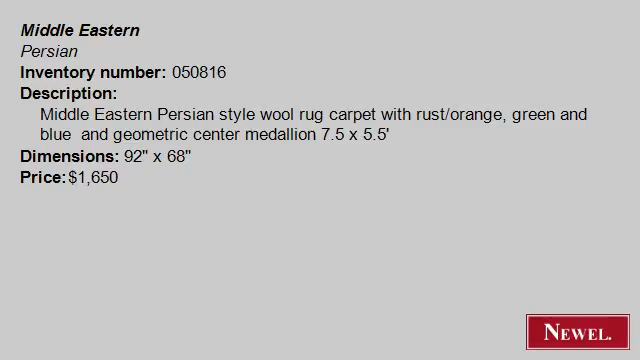 Middle Eastern
Persian
Inventory number: 050816
Description:
Middle Eastern Persian style wool rug carpet with rust/orange, green and
blue  and geometric center medallion 7.5 x 5.5'
Dimensions: 92" x 68"
Price:$1,650
NEWEL.